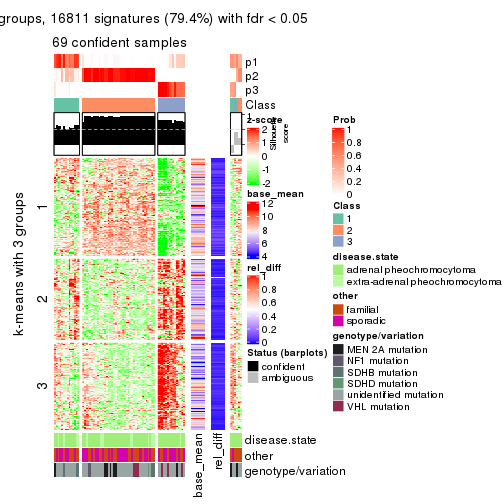 groups, 16811 signatures (79.4%) with fdr < 0.05
69 confident samples
p1
p2
p3
Class
1
Silhouette
score
k-means with 3 groups
1
2
3
z-score
2
1
0
-1
-2
base_mean
12
10
8
6
4
rel_diff
1
0.8
0.6
0.4
0.2
0
Status (barplots)
confident
ambiguous
Prob
1
0.8
0.6
0.4
0.2
0
Class
1
2
3
disease.state
adrenal pheochromocytoma
extra-adrenal pheochromocytoma
other
familial
sporadic
genotype/variation
MEN 2A mutation
NF1 mutation
SDHB mutation
SDHD mutation
unidentified mutation
VHL mutation
disease.state
other
genotype/variation
base_mean
rel_diff